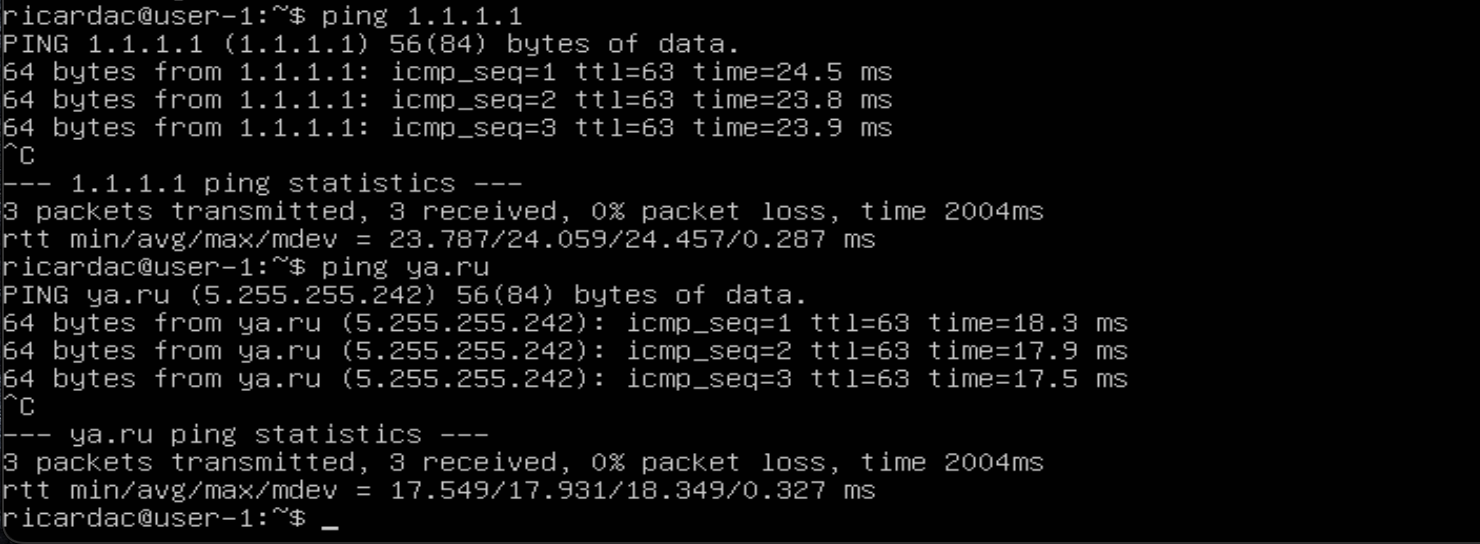 ricardac@user-1:~$ ping 1.1.1.1
PING 1.1.1.1 (1.1.1.1) 56(84) bytes of data.
64 bytes from 1.1.1.1: icmp_seq=1 ttl=63 time=24.5 ms
64 bytes from 1.1.1.1: icmp_seq=2 ttl=63 time=23.8 ms
64 bytes from 1.1.1.1: icmp_seq=3 ttl=63 time=23.9 ms
^C
--- 1.1.1.1 ping statistics ---
3 packets transmitted, 3 received, 0% packet loss, time 2004ms
rtt min/avg/max/mdev = 23.787/24.059/24.457/0.287 ms
ricardac@user-1:~$ ping ya.ru
PING ya.ru (5.255.255.242) 56(84) bytes of data.
64 bytes from ya.ru (5.255.255.242): icmp_seq=1 ttl=63 time=18.3 ms
64 bytes from ya.ru (5.255.255.242): icmp_seq=2 ttl=63 time=17.9 ms
64 bytes from ya.ru (5.255.255.242): icmp_seq=3 ttl=63 time=17.5 ms
^C
--- ya.ru ping statistics ---
3 packets transmitted, 3 received, 0% packet loss, time 2004ms
rtt min/avg/max/mdev = 17.549/17.931/18.349/0.327 ms
ricardac@user-1:~$ _